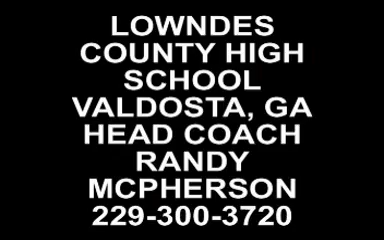 LOWNDES
COUNTY HIGH
SCHOOL
VALDOSTA, GA
HEAD COACH
RANDY
MCPHERSON
229-300-3720